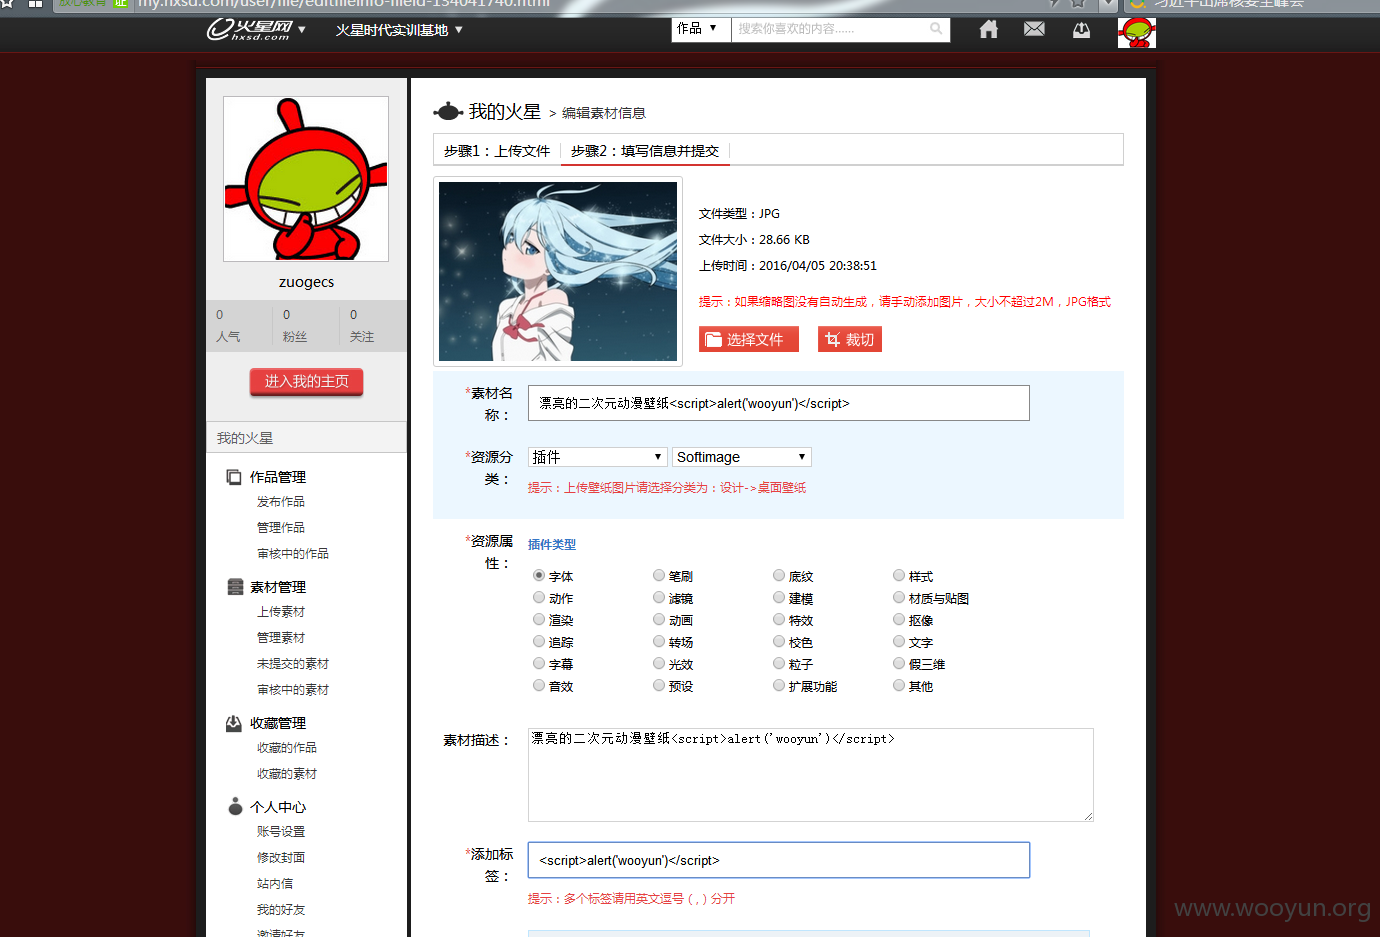 my.hxsd.com/user/file/editfileinfo-fileid-134041740.html
火星网 hxsd.com ▼ 火星时代实训基地 ▼ 作品 ▼ 搜索你喜欢的内容......
我的火星 > 编辑素材信息
步骤1：上传文件 步骤2：填写信息并提交
文件类型：JPG
文件大小：28.66 KB
上传时间：2016/04/05 20:38:51
提示：如果缩略图没有自动生成，请手动添加图片，大小不超过2M，JPG格式
选择文件 裁切
zuogecs
0 0 0
人气 粉丝 关注
进入我的主页
我的火星
作品管理
发布作品
管理作品
审核中的作品
素材管理
上传素材
管理素材
未提交的素材
审核中的素材
收藏管理
收藏的作品
收藏的素材
个人中心
账号设置
修改封面
站内信
我的好友
邀请好友
*素材名称： 漂亮的二次元动漫壁纸<script>alert('wooyun')</script>
*资源分类： 插件 ▼ Softimage ▼
提示：上传壁纸图片请选择分类为：设计->桌面壁纸
*资源属性： 插件类型
字体 笔刷 底纹 样式
动作 滤镜 建模 材质与贴图
渲染 动画 特效 抠像
追踪 转场 校色 文字
字幕 光效 粒子 假三维
音效 预设 扩展功能 其他
素材描述： 漂亮的二次元动漫壁纸<script>alert('wooyun')</script>
*添加标签： <script>alert('wooyun')</script>
提示：多个标签请用英文逗号 ( , ) 分开
www.wooyun.org